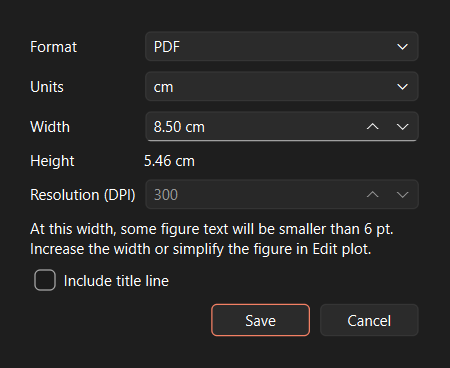 Format PDF
Units cm
Width 8.50 cm
Height 5.46 cm
Resolution (DPI) 300
At this width, some figure text will be smaller than 6 pt.
Increase the width or simplify the figure in Edit plot.
Include title line
Save Cancel